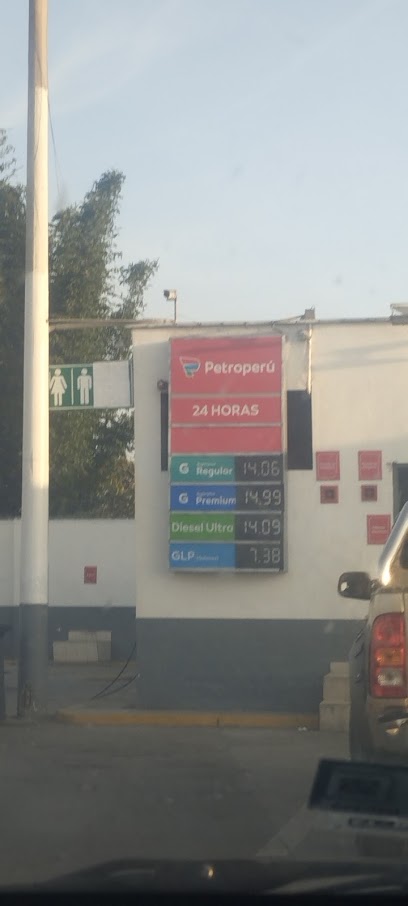 Petroperú
24 HORAS
G Regular 14.06
G Premium 14.99
Diesel Ultra 14.09
GLP 7.38